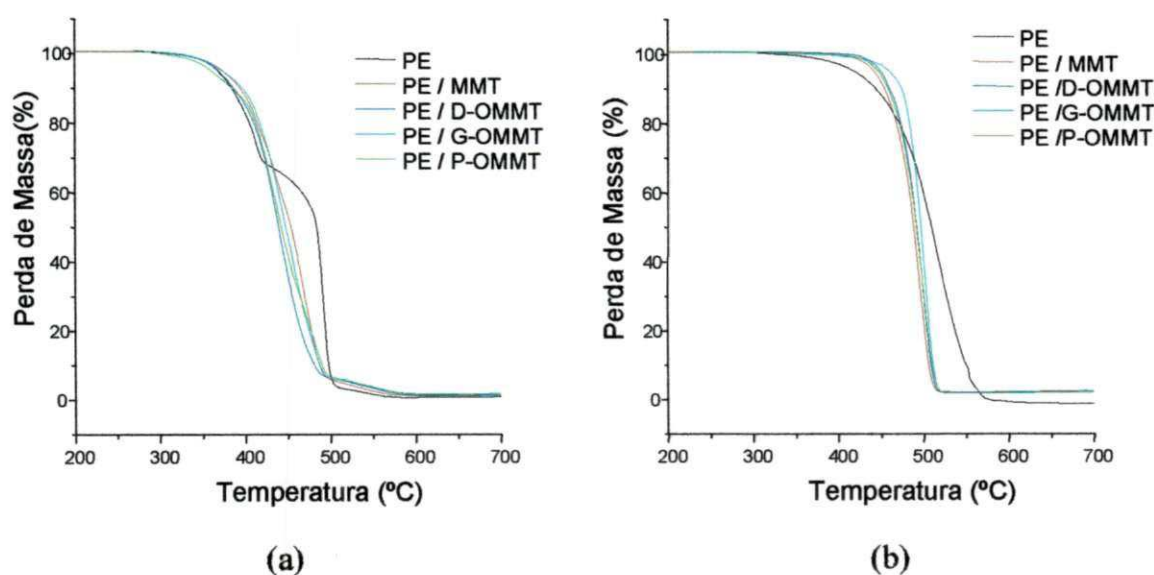 100
80
60
40
20
0
Perda de Massa(%)
PE
PE / MMT
PE / D-OMMT
PE / G-OMMT
PE / P-OMMT
200 300 400 500 600 700
Temperatura (ºC)
(a)
100
80
60
40
20
0
Perda de Massa (%)
PE
PE / MMT
PE /D-OMMT
PE /G-OMMT
PE /P-OMMT
200 300 400 500 600 700
Temperatura (ºC)
(b)